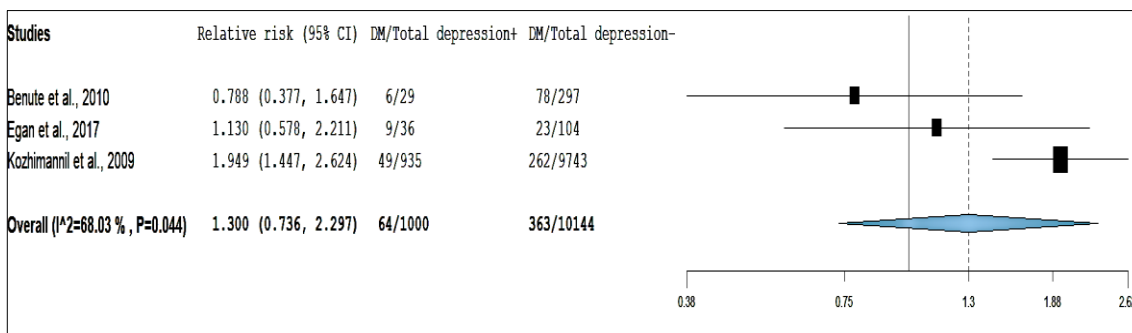 Studies Relative risk (95% CI) DM/Total depression+ DM/Total depression-
Benute et al., 2010 0.788 (0.377, 1.647) 6/29 78/297
Egan et al., 2017 1.130 (0.578, 2.211) 9/36 23/104
Kozhimannil et al., 2009 1.949 (1.447, 2.624) 49/935 262/9743
Overall (I^2=68.03 % , P=0.044) 1.300 (0.736, 2.297) 64/1000 363/10144
0.38 0.75 1.3 1.88 2.6